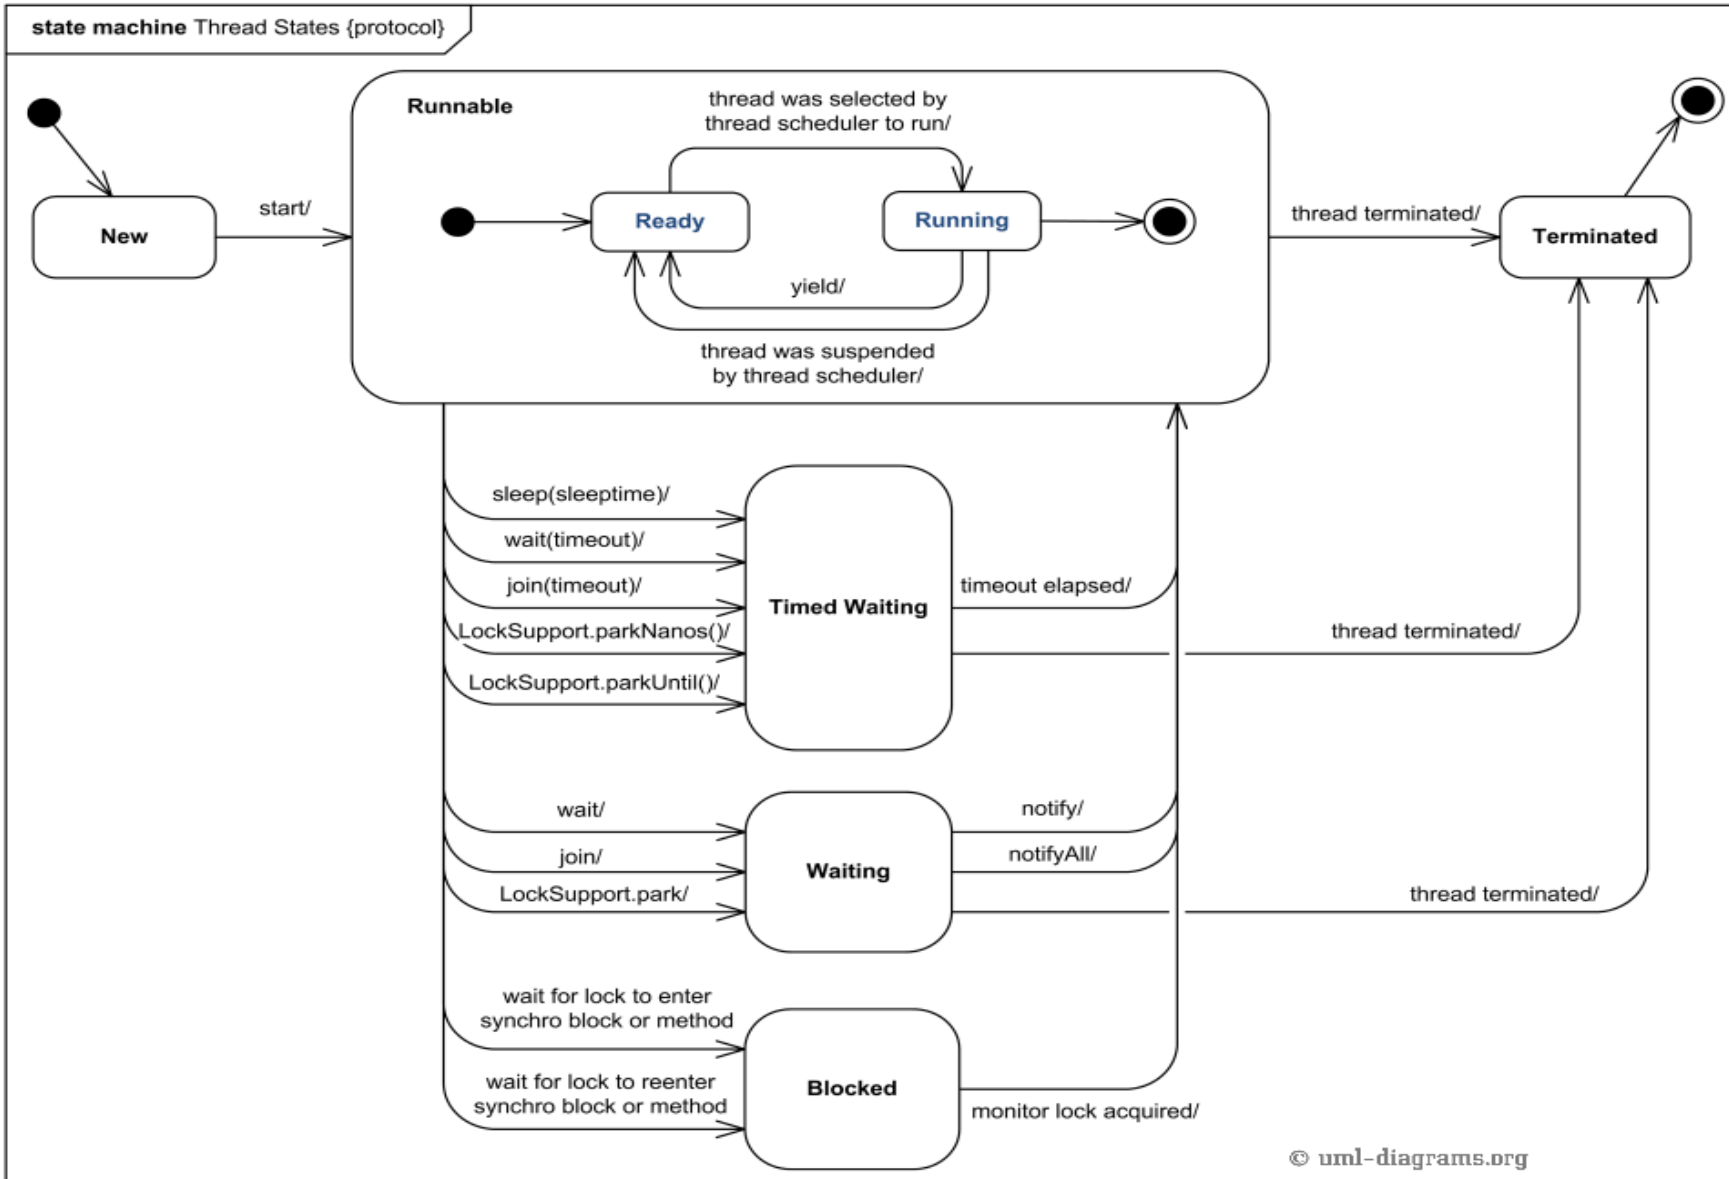 state machine Thread States {protocol}
Runnable
thread was selected by
thread scheduler to run/
start/
New
Ready
Running
thread terminated/
Terminated
yield/
thread was suspended
by thread scheduler/
sleep(sleeptime)/
wait(timeout)/
join(timeout)/
LockSupport.parkNanos()/
LockSupport.parkUntil()/
Timed Waiting
timeout elapsed/
thread terminated/
wait/
join/
LockSupport.park/
Waiting
notify/
notifyAll/
thread terminated/
wait for lock to enter
synchro block or method
wait for lock to reenter
synchro block or method
Blocked
monitor lock acquired/
© uml-diagrams.org